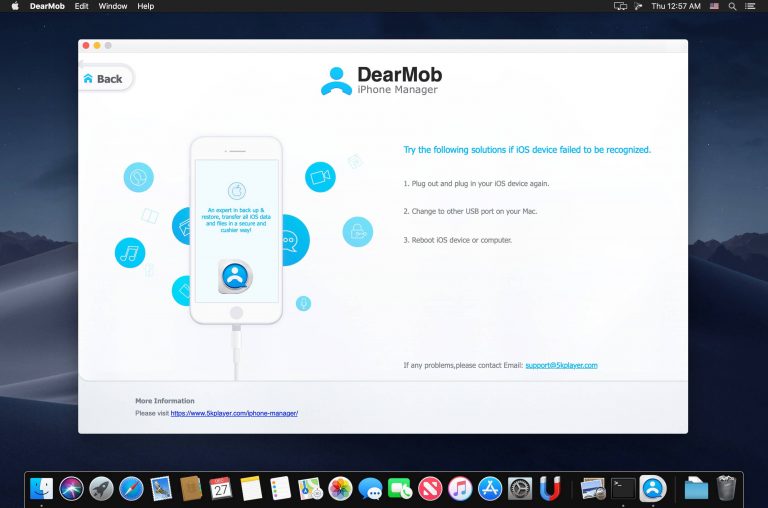 DearMob Edit Window Help
Thu 12:57 AM
Back
DearMob
iPhone Manager
An expert in back up &
restore, transfer all iOS data
and files in a secure and
cushier way!
Try the following solutions if iOS device failed to be recognized.
1. Plug out and plug in your iOS device again.
2. Change to other USB port on your Mac.
3. Reboot iOS device or computer.
If any problems,please contact Email: support@5kplayer.com
More Information
Please visit https://www.5kplayer.com/iphone-manager/
DEC
27